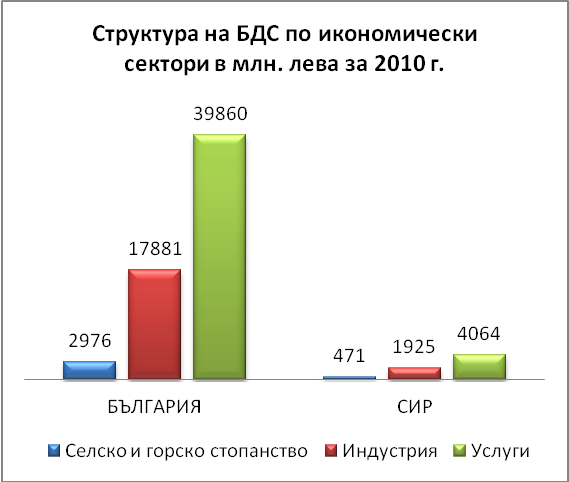 Структура на БДС по икономически
сектори в млн. лева за 2010 г.
39860
17881
2976
471
1925
4064
БЪЛГАРИЯ
СИР
Селско и горско стопанство
Индустрия
Услуги